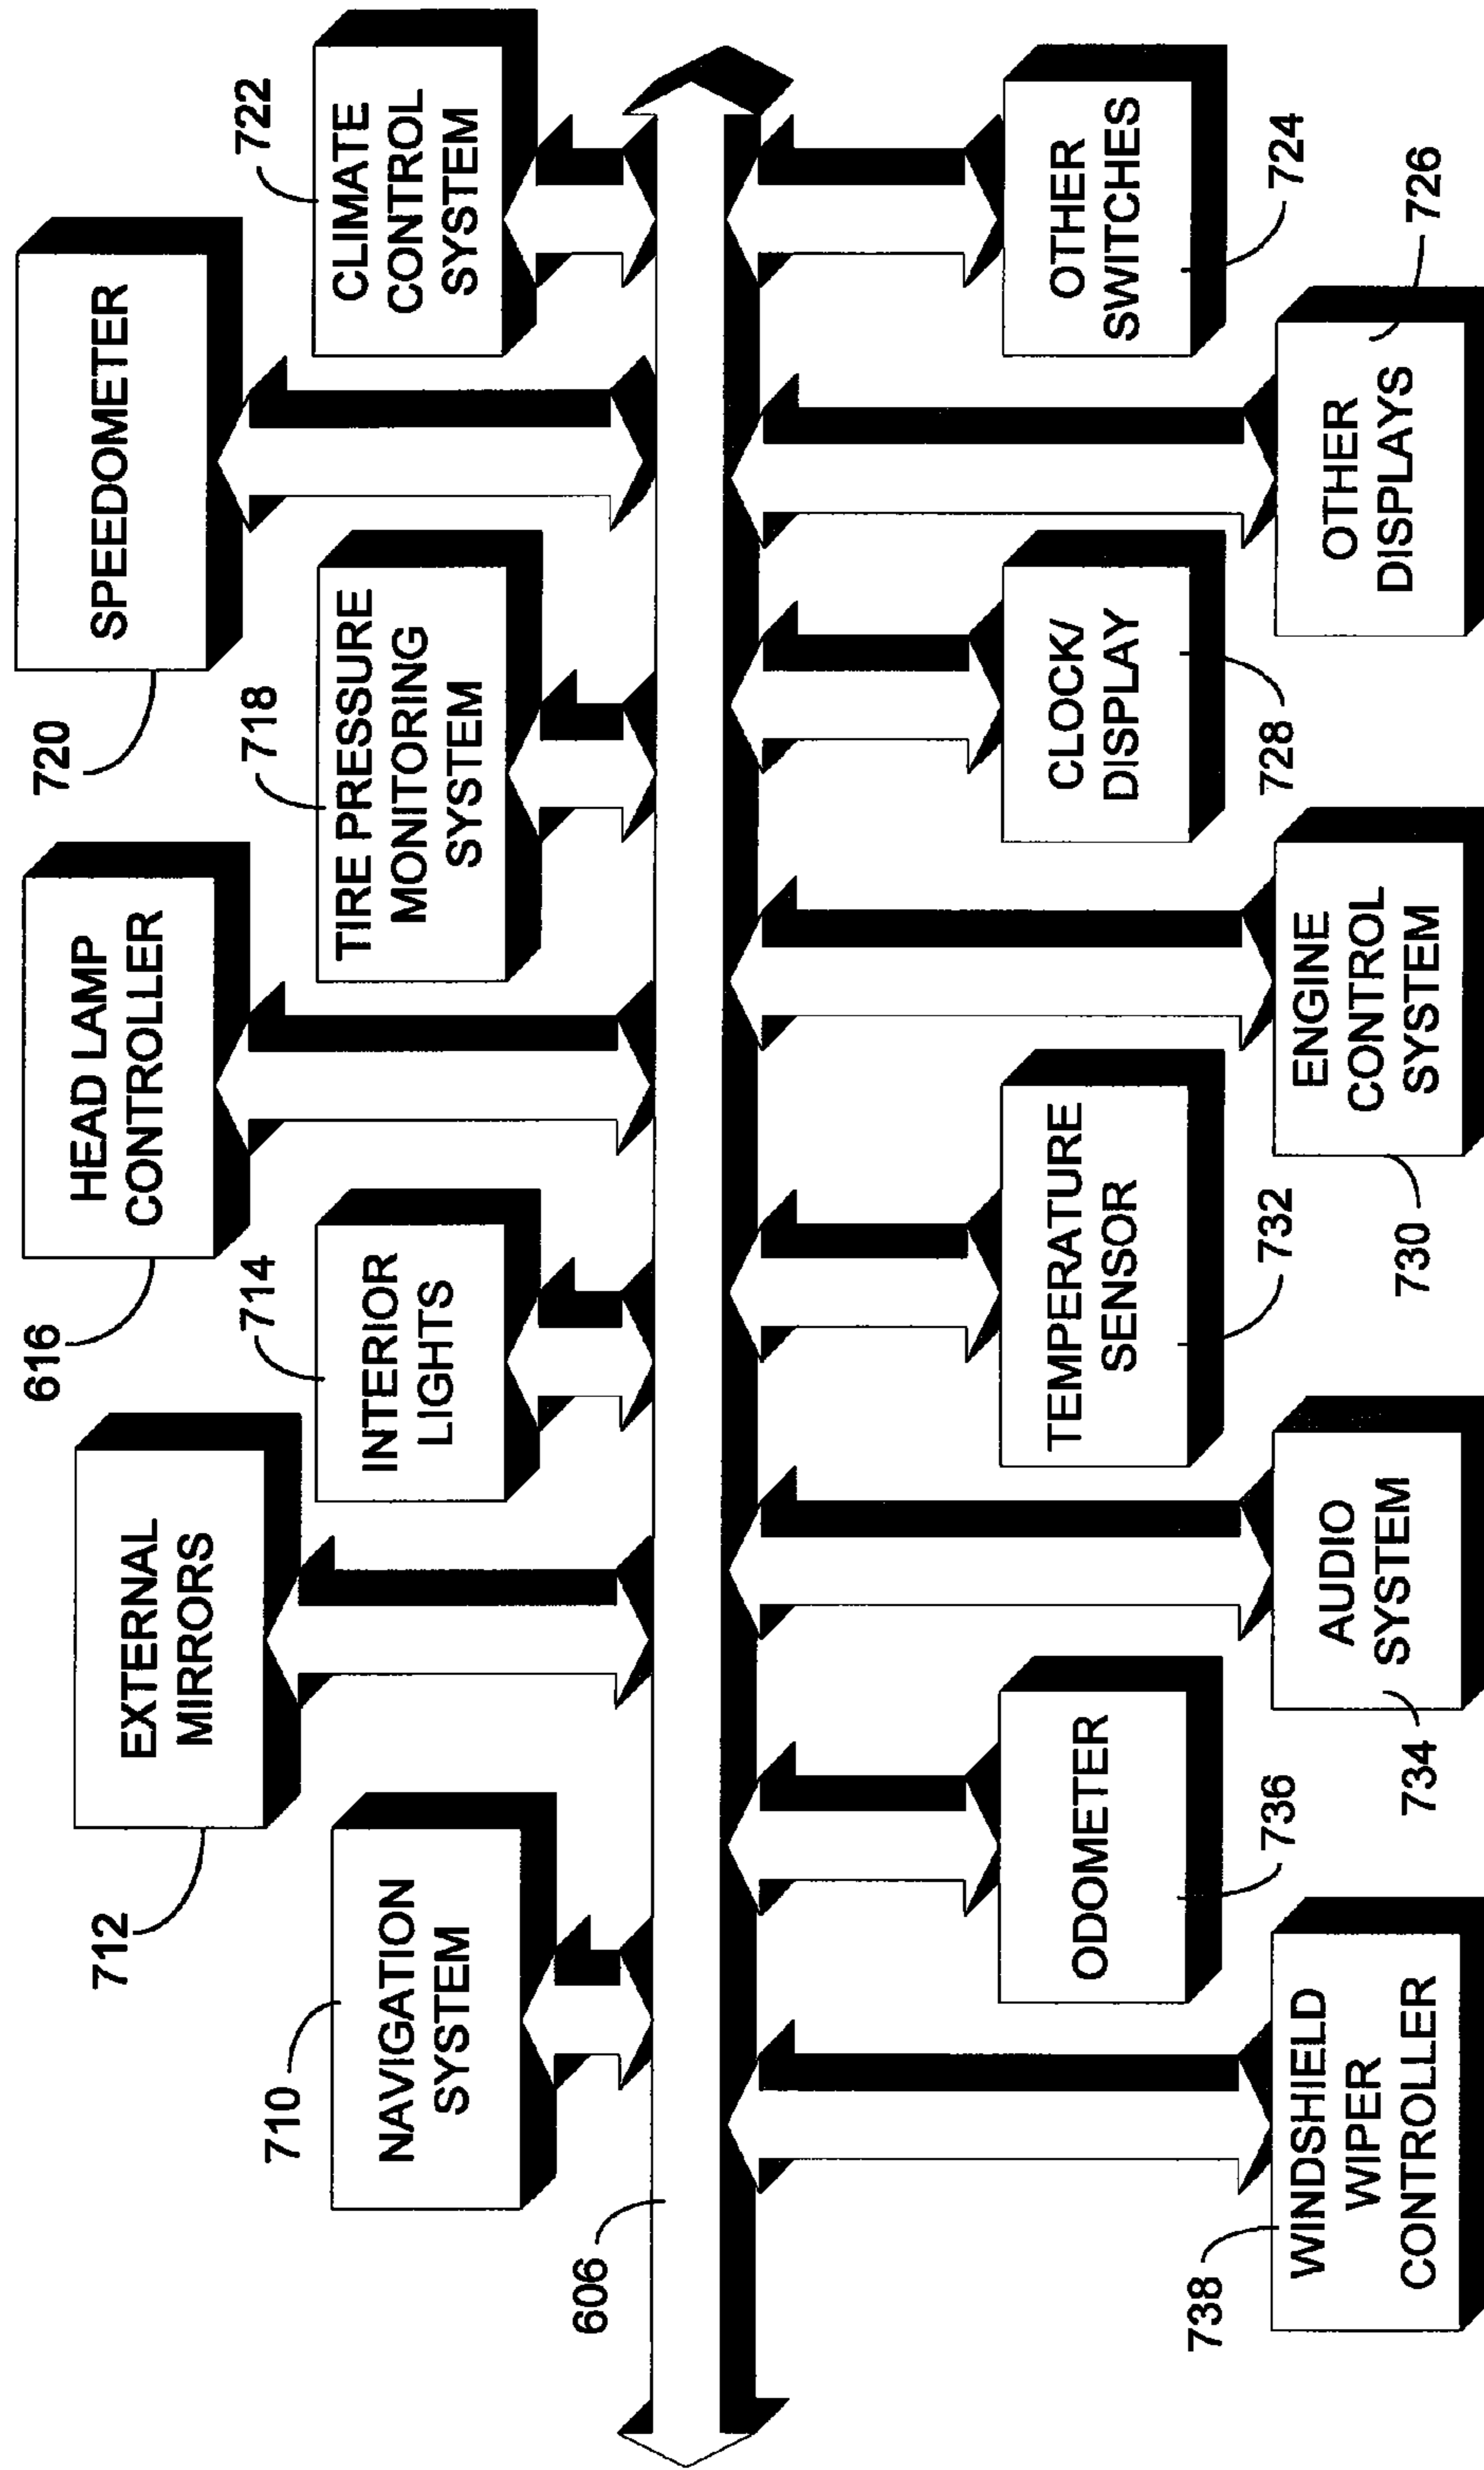 720
SPEEDOMETER
616
HEAD LAMP
CONTROLLER
712
EXTERNAL
MIRRORS
722
CLIMATE
CONTROL
SYSTEM
718
TIRE PRESSURE
MONITORING
SYSTEM
714
INTERIOR
LIGHTS
710
NAVIGATION
SYSTEM
606
738
WINDSHIELD
WIPER
CONTROLLER
ODOMETER
736
AUDIO
SYSTEM
734
TEMPERATURE
SENSOR
732
ENGINE
CONTROL
SYSTEM
730
CLOCK/
DISPLAY
728
OTHER
DISPLAYS
726
OTHER
SWITCHES
724